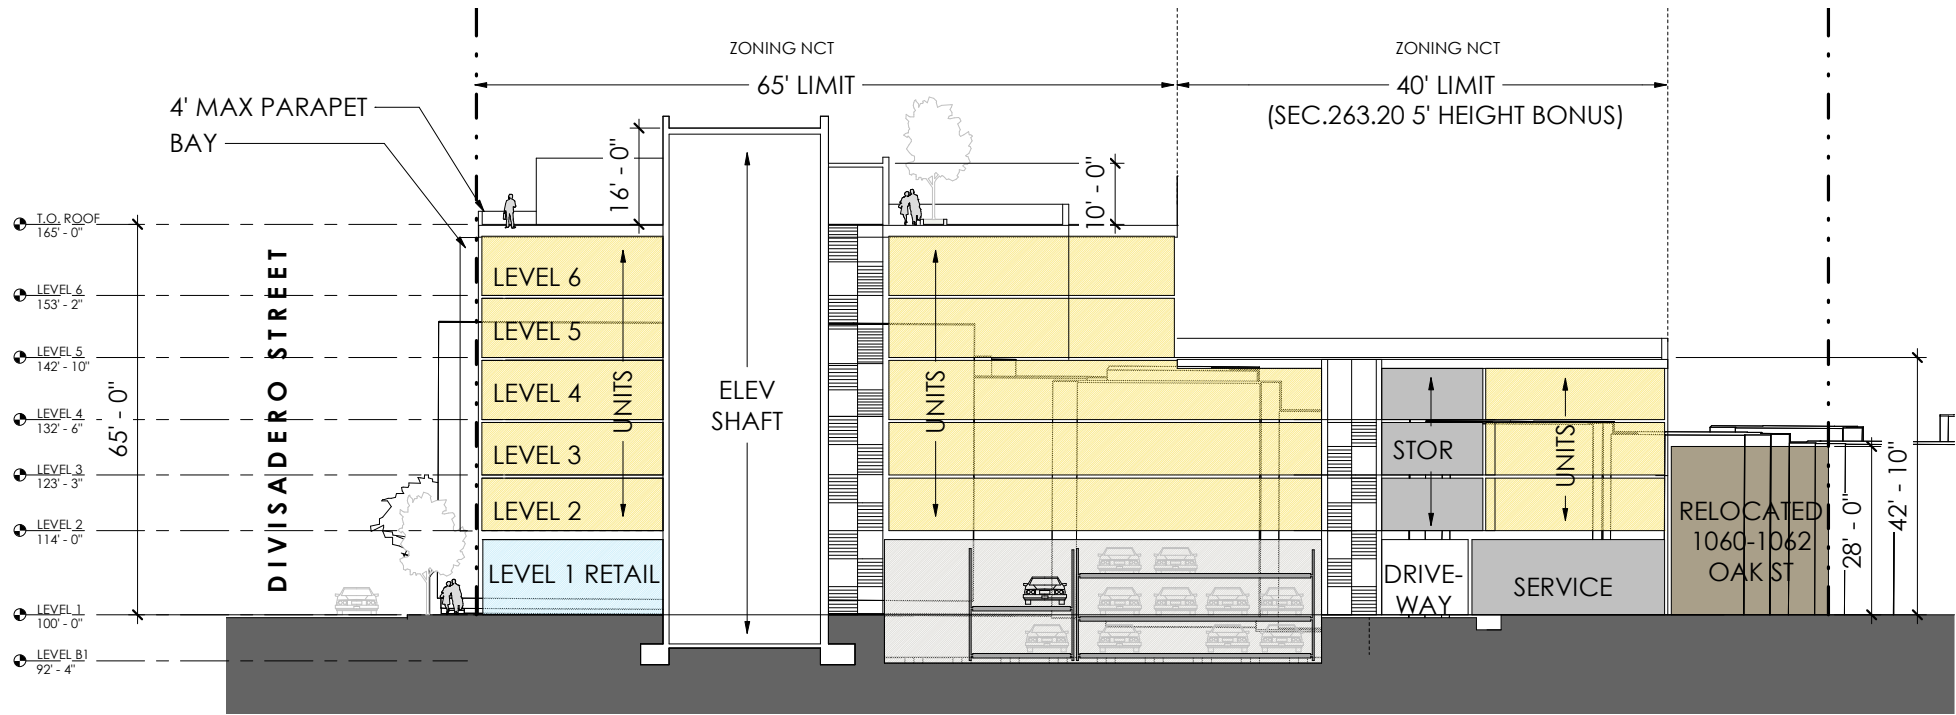 ZONING NCT
65' LIMIT
ZONING NCT
40' LIMIT
(SEC.263.20 5' HEIGHT BONUS)
4' MAX PARAPET
BAY
16' - 0"
10' - 0"
T.O. ROOF
165' - 0"
LEVEL 6
153' - 2"
LEVEL 5
142' - 10"
LEVEL 4
132' - 6"
LEVEL 3
123' - 3"
LEVEL 2
114' - 0"
LEVEL 1
100' - 0"
LEVEL B1
92' - 4"
65' - 0"
DIVISADERO STREET
LEVEL 6
LEVEL 5
LEVEL 4
LEVEL 3
LEVEL 2
LEVEL 1 RETAIL
UNITS
ELEV
SHAFT
UNITS
STOR
UNITS
DRIVE-
WAY
SERVICE
RELOCATED
1060-1062
OAK ST
28' - 0"
42' - 10"